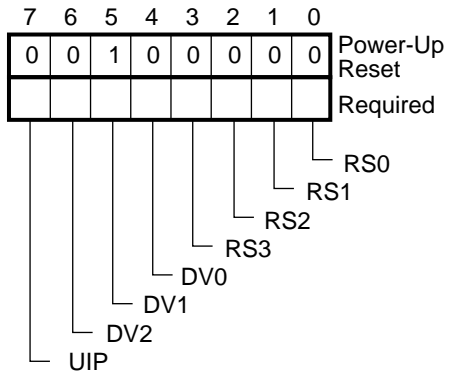 7 6 5 4 3 2 1 0
0 0 1 0 0 0 0 0 Power-Up
Reset
Required
RS0
RS1
RS2
RS3
DV0
DV1
DV2
UIP